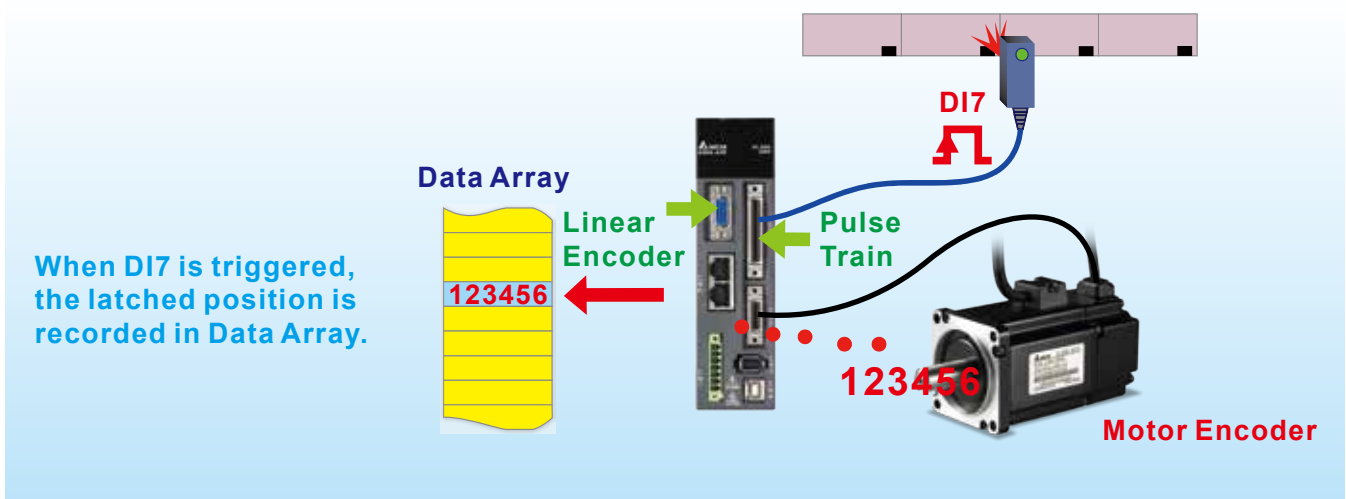 DI7
Data Array
Linear
Encoder
Pulse
Train
When DI7 is triggered,
the latched position is
recorded in Data Array.
123456
123456
Motor Encoder